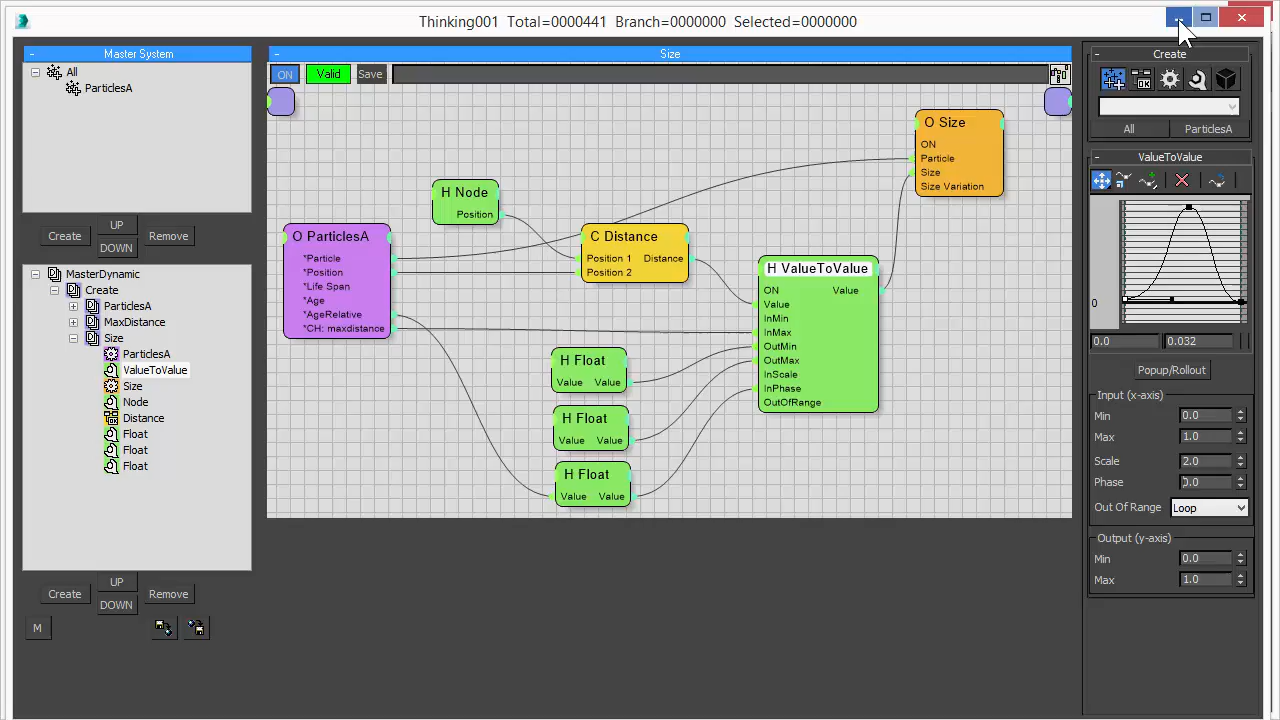 Thinking001 Total=0000441 Branch=0000000 Selected=0000000
- Master System
All
ParticlesA
UP
Create
Remove
DOWN
MasterDynamic
Create
ParticlesA
MaxDistance
Size
ParticlesA
ValueToValue
Size
Node
Distance
Float
Float
Float
UP
Create
Remove
DOWN
M
- Size
ON
Valid
Save
O ParticlesA
*Particle
*Position
*Life Span
*Age
*AgeRelative
*CH: maxdistance
H Node
Position
C Distance
Position 1 Distance
Position 2
H Float
Value Value
H Float
Value Value
H Float
Value Value
H ValueToValue
ON Value
Value
InMin
InMax
OutMin
OutMax
InScale
InPhase
OutOfRange
O Size
ON
Particle
Size
Size Variation
- Create
OK
All
ParticlesA
- ValueToValue
0
0.0
0.032
Popup/Rollout
Input (x-axis)
Min 0.0
Max 1.0
Scale 2.0
Phase 0.0
Out Of Range Loop
Output (y-axis)
Min 0.0
Max 1.0